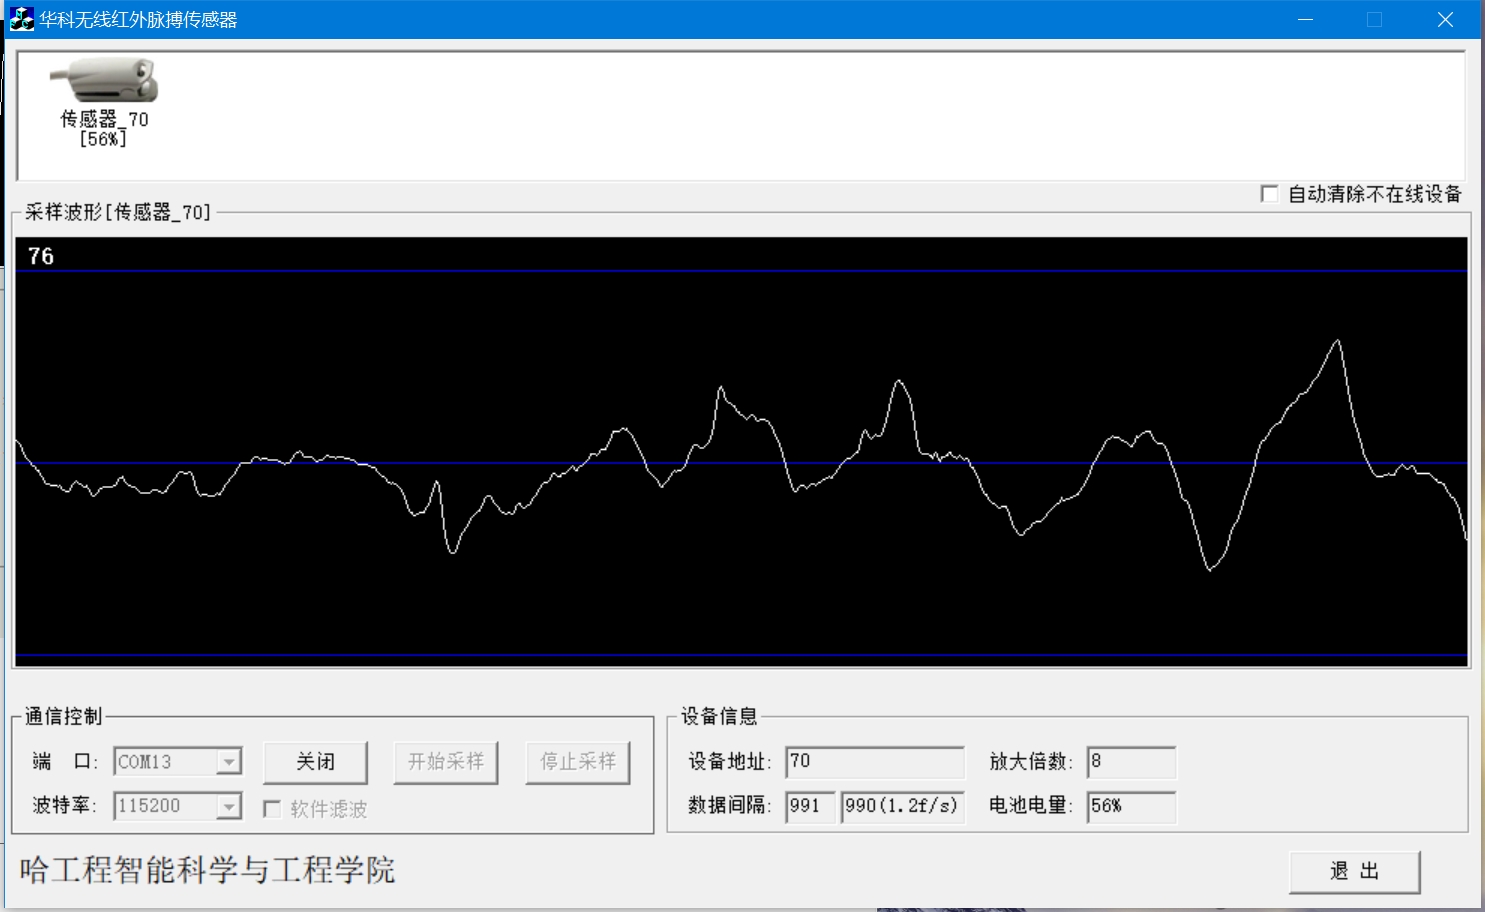 华科无线红外脉搏传感器
传感器_70
[56%]
自动清除不在线设备
采样波形[传感器_70]
76
通信控制
端 口: COM13 关闭 开始采样 停止采样
波特率: 115200 软件滤波
设备信息
设备地址: 70 放大倍数: 8
数据间隔: 991 990(1.2f/s) 电池电量: 56%
哈工程智能科学与工程学院
退 出